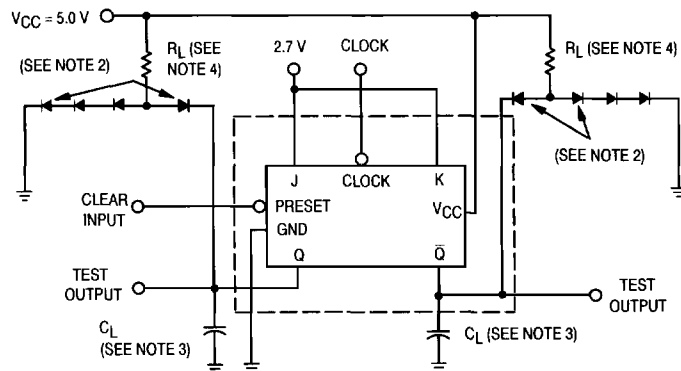 VCC = 5.0 V
RL (SEE
NOTE 4)
(SEE NOTE 2)
2.7 V
CLOCK
RL (SEE NOTE 4)
(SEE NOTE 2)
J
CLOCK
K
CLEAR
INPUT
PRESET
VCC
GND
Q
Q̅
TEST
OUTPUT
TEST
OUTPUT
CL
(SEE NOTE 3)
CL (SEE NOTE 3)